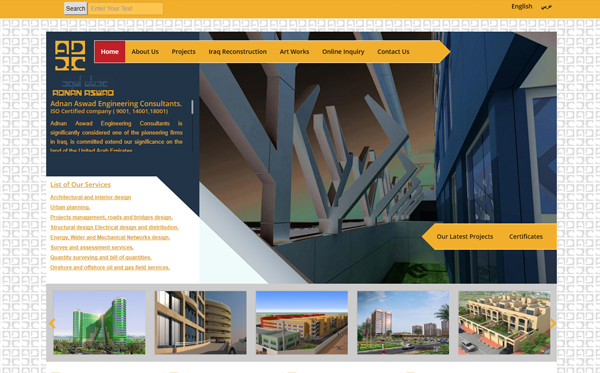 Search Enter Your Text English عربي
Home About Us Projects Iraq Reconstruction Art Works Online Inquiry Contact Us
ADNAN ASWAD
Adnan Aswad Engineering Consultants.
ISO Certified company ( 9001, 14001,18001)
Adnan Aswad Engineering Consultants is
significantly considered one of the pioneering firms
in Iraq, is committed extend our significance on the
land of the United Arab Emirates
List of Our Services
Architectural and interior design
Urban planning.
Projects management, roads and bridges design.
Structural design Electrical design and distribution.
Energy, Water and Mechanical Networks design.
Survey and assessment services.
Quantity surveying and bill of quantities.
Onshore and offshore oil and gas field services.
Our Latest Projects Certificates